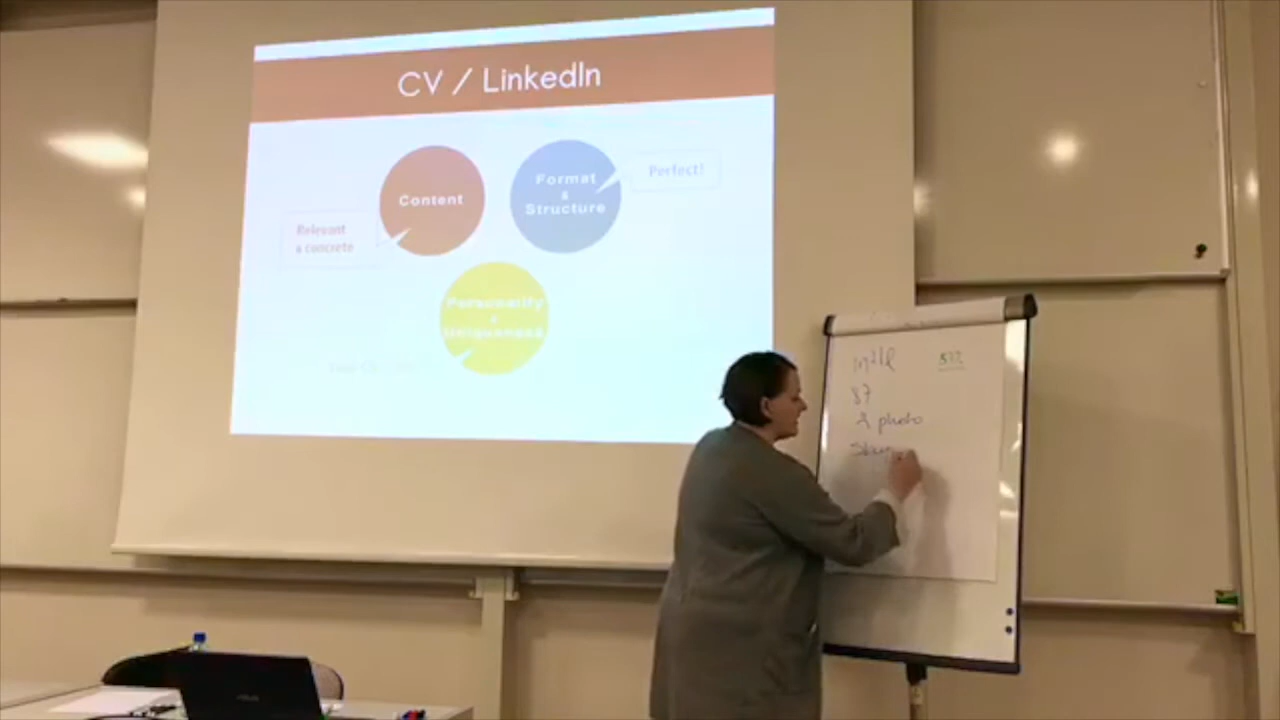 CV / LinkedIn
Content
Format
&
Structure
Perfect!
Relevant
& concrete
Personality
+
Uniqueness
87
photo